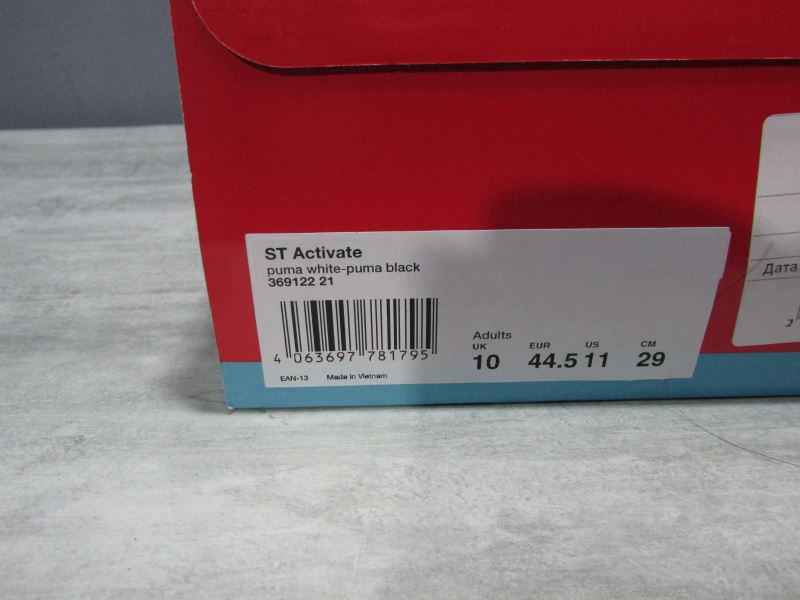 ST Activate
puma white-puma black
369122 21
4 063697 781795
EAN-13 Made in Vietnam
Adults
UK EUR US CM
10 44.5 11 29
Дата
2